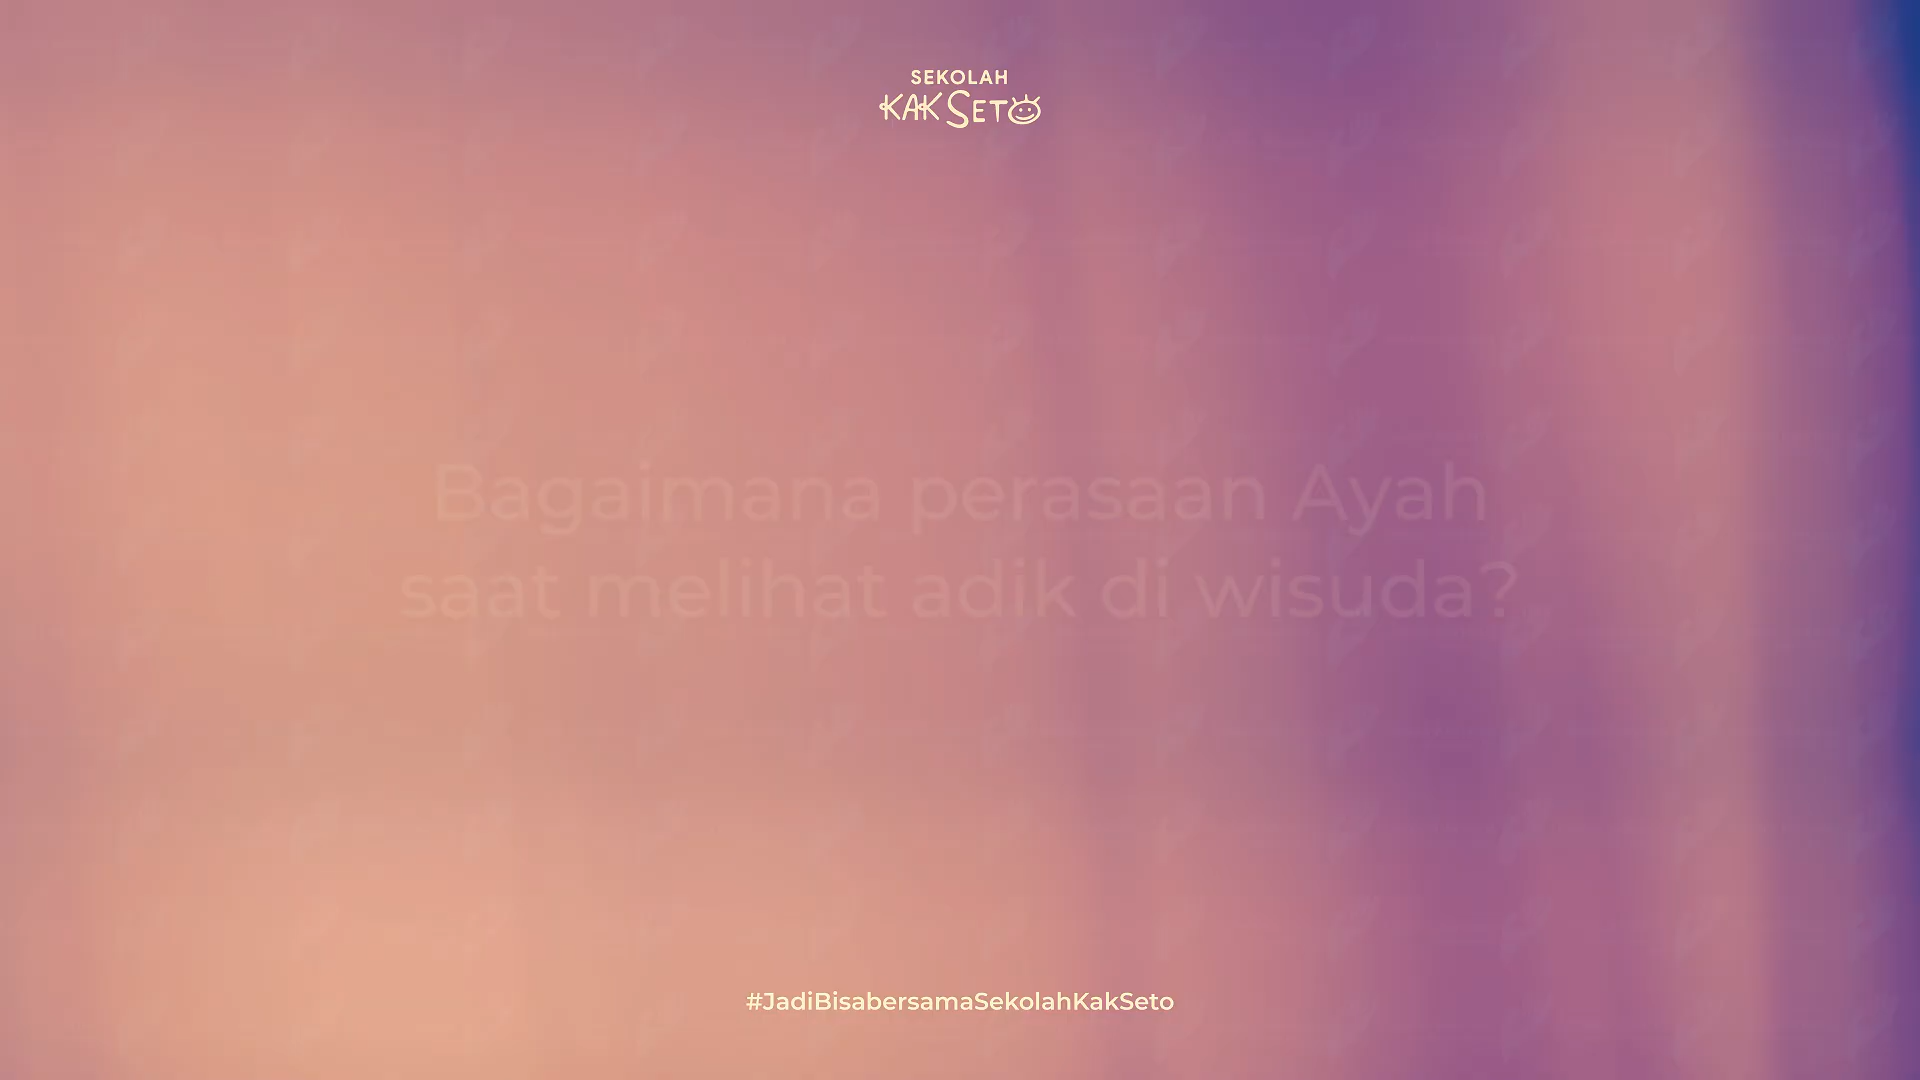 SEKOLAH
KAK SETO
Bagaimana perasaan Ayah
saat melihat adik di wisuda?
#JadiBisabersamaSekolahKakSeto